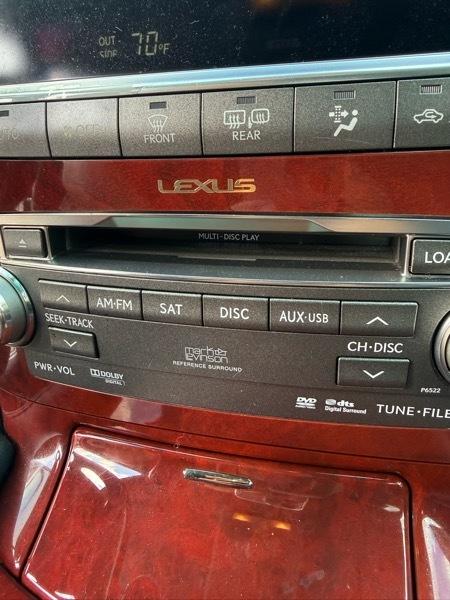 OUT SIDE 70°F
FRONT
REAR
LEXUS
MULTI-DISC PLAY
LOA
AM·FM
SAT
DISC
AUX·USB
SEEK·TRACK
CH·DISC
mark levinson
REFERENCE SURROUND
PWR·VOL
DOLBY
DIGITAL
DVD
dts
Digital Surround
P6522
TUNE·FILE